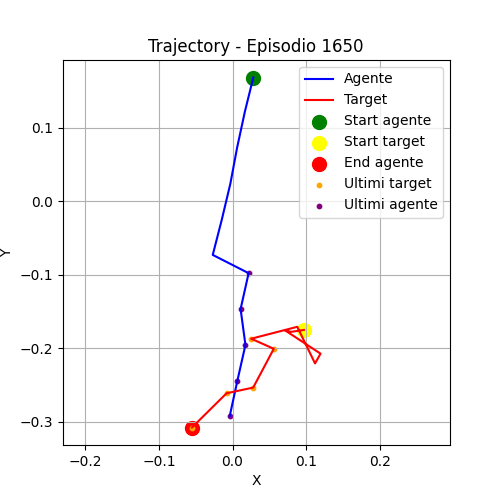 Trajectory - Episodio 1650
Agente
Target
Start agente
Start target
End agente
Ultimi target
Ultimi agente
Y
0.1
0.0
−0.1
−0.2
−0.3
−0.2
−0.1
0.0
0.1
0.2
X